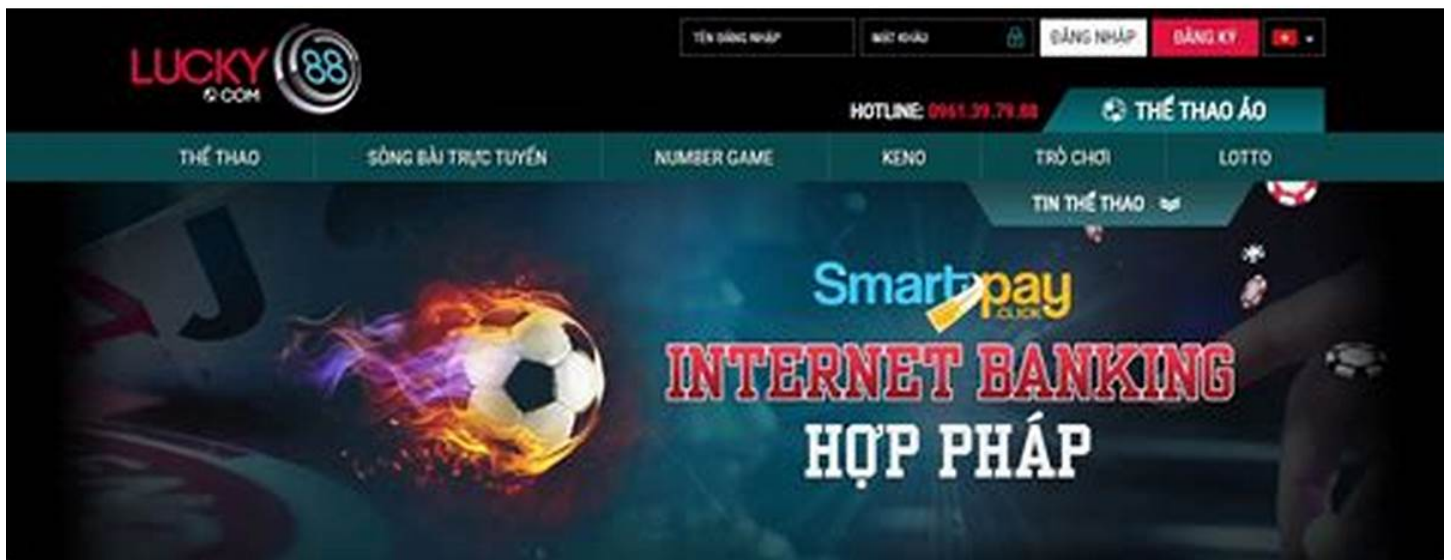 LUCKY 88
COM
TÊN ĐĂNG NHẬP
MẬT KHẨU
ĐĂNG NHẬP
ĐĂNG KÝ
HOTLINE: 0961.39.79.88
THỂ THAO ẢO
THỂ THAO
SÒNG BÀI TRỰC TUYẾN
NUMBER GAME
KENO
TRÒ CHƠI
LOTTO
TIN THỂ THAO
Smartpay
.CLICK
INTERNET BANKING
HỢP PHÁP
J